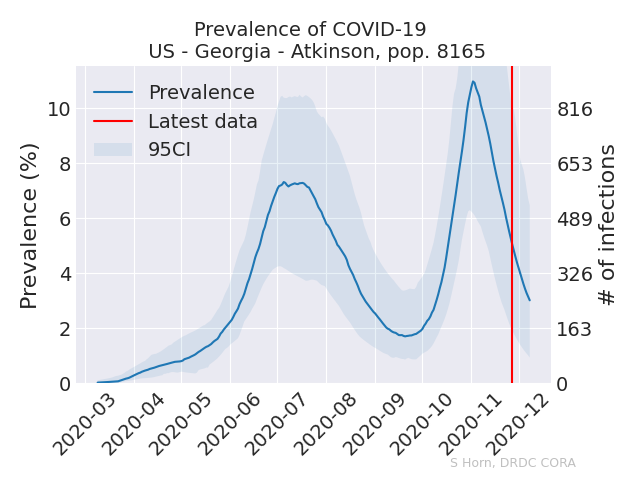 Prevalence of COVID-19
US - Georgia - Atkinson, pop. 8165
Prevalence
Latest data
95CI
Prevalence (%)
10
8
6
4
2
0
816
653
489
326
163
0
# of infections
2020-03
2020-04
2020-05
2020-06
2020-07
2020-08
2020-09
2020-10
2020-11
2020-12
S Horn, DRDC CORA